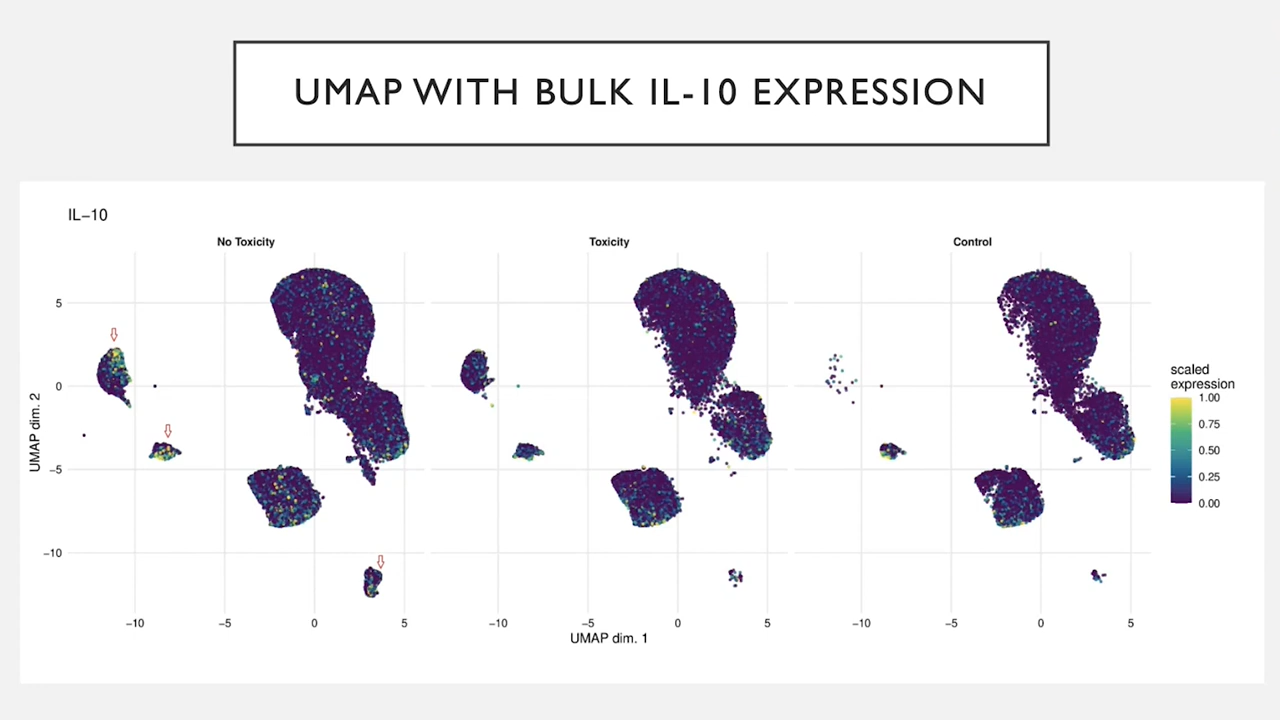 UMAP WITH BULK IL-10 EXPRESSION
IL−10
No Toxicity
Toxicity
Control
UMAP dim. 2
5
0
−5
−10
−10 −5 0 5
−10 −5 0 5
−10 −5 0 5
UMAP dim. 1
scaled
expression
1.00
0.75
0.50
0.25
0.00